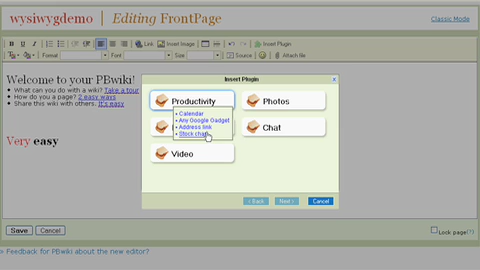 wysiwygdemo | Editing FrontPage
Classic Mode
Link Insert Image Insert Plugin
Format Font Size Source Attach file
Insert Plugin
Welcome to your PBwiki!
What can you do with a wiki? Take a tour
How do you page? 2 easy ways
Share this wiki with others. It's easy
Very easy
Productivity
Photos
Calendar
Any Google Gadget
Address link
Stock chart
Chat
Video
< Back Next > Cancel
Save Cancel
Lock page [?]
» Feedback for PBwiki about the new editor?